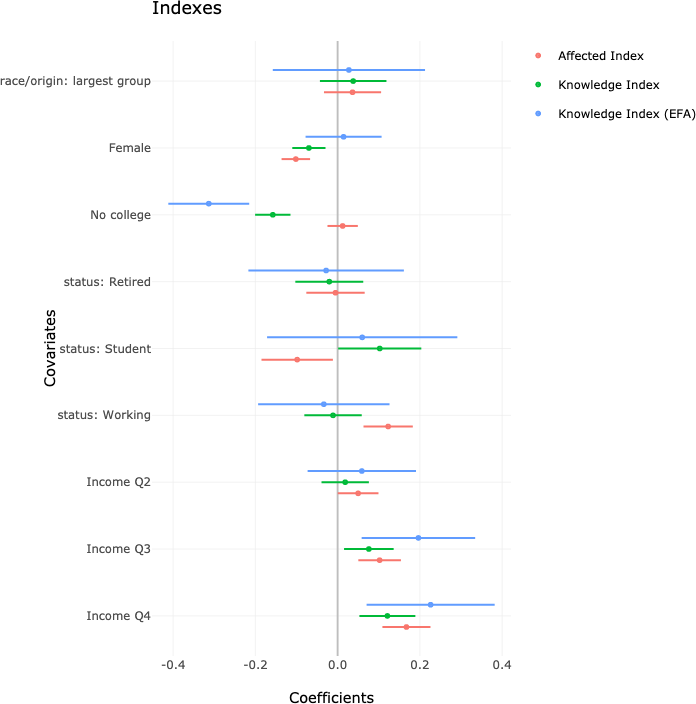 Indexes
Affected Index
Knowledge Index
Knowledge Index (EFA)
race/origin: largest group
Female
No college
status: Retired
status: Student
status: Working
Income Q2
Income Q3
Income Q4
Covariates
-0.4
-0.2
0.0
0.2
0.4
Coefficients